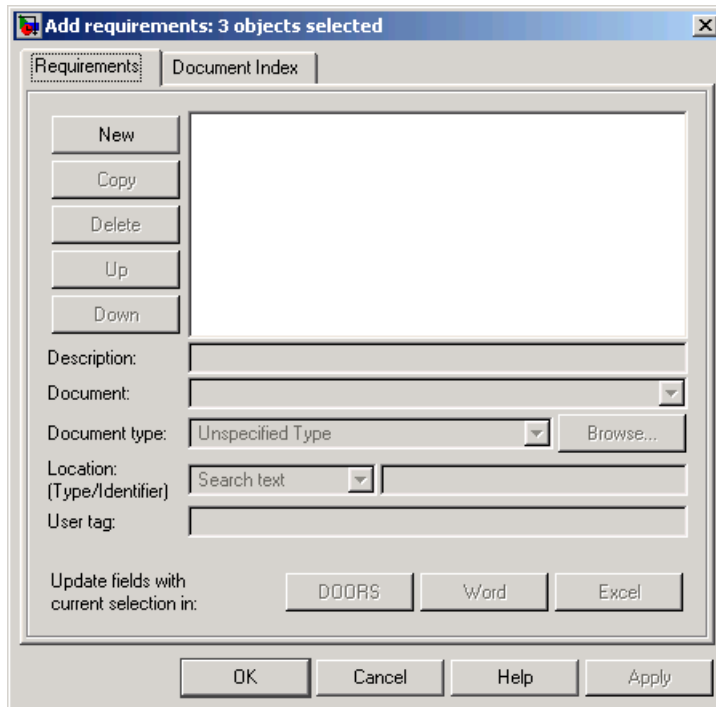 Add requirements: 3 objects selected
Requirements
Document Index
New
Copy
Delete
Up
Down
Description:
Document:
Document type:
Unspecified Type
Browse...
Location:
(Type/Identifier)
Search text
User tag:
Update fields with
current selection in:
DOORS
Word
Excel
OK
Cancel
Help
Apply